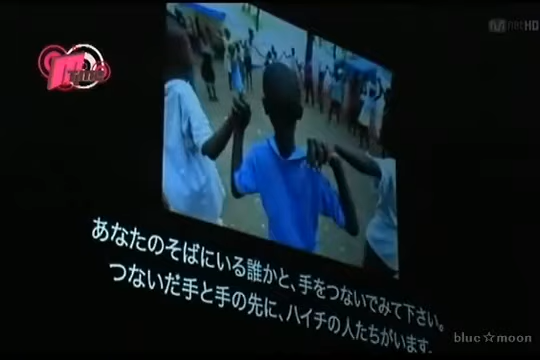 M net HD
あなたのそばにいる誰かと、手をつないでみて下さい。
つないだ手と手の先に、ハイチの人たちがいます。
blue☆moon